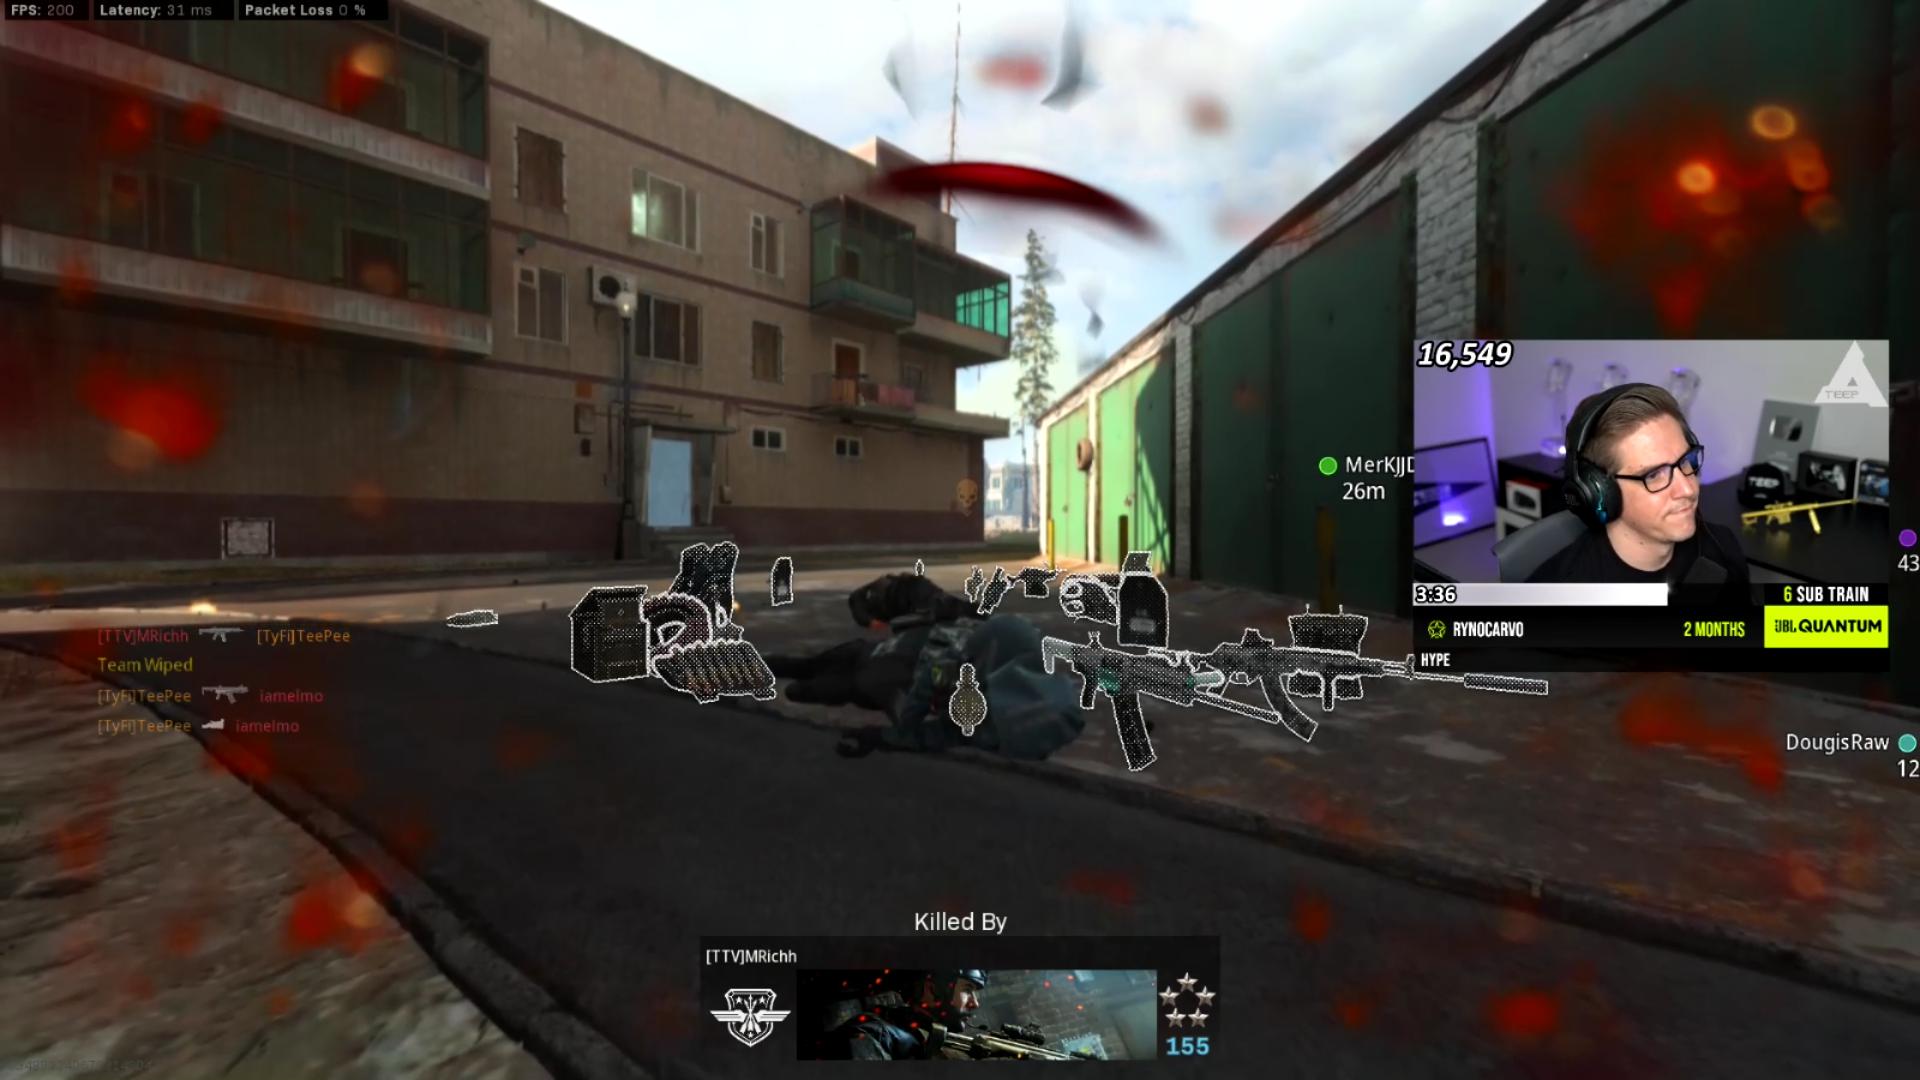 FPS: 200 Latency: 31 ms Packet Loss 0 %
16,549
TEEP
MerKJJD
26m
TEEP
43
3:36
6 SUB TRAIN
RYNOCARVO 2 MONTHS
JBL QUANTUM
HYPE
[TTV]MRichh [TyFi]TeePee
Team Wiped
[TyFi]TeePee iamelmo
[TyFi]TeePee iamelmo
DougisRaw
12
Killed By
[TTV]MRichh
155